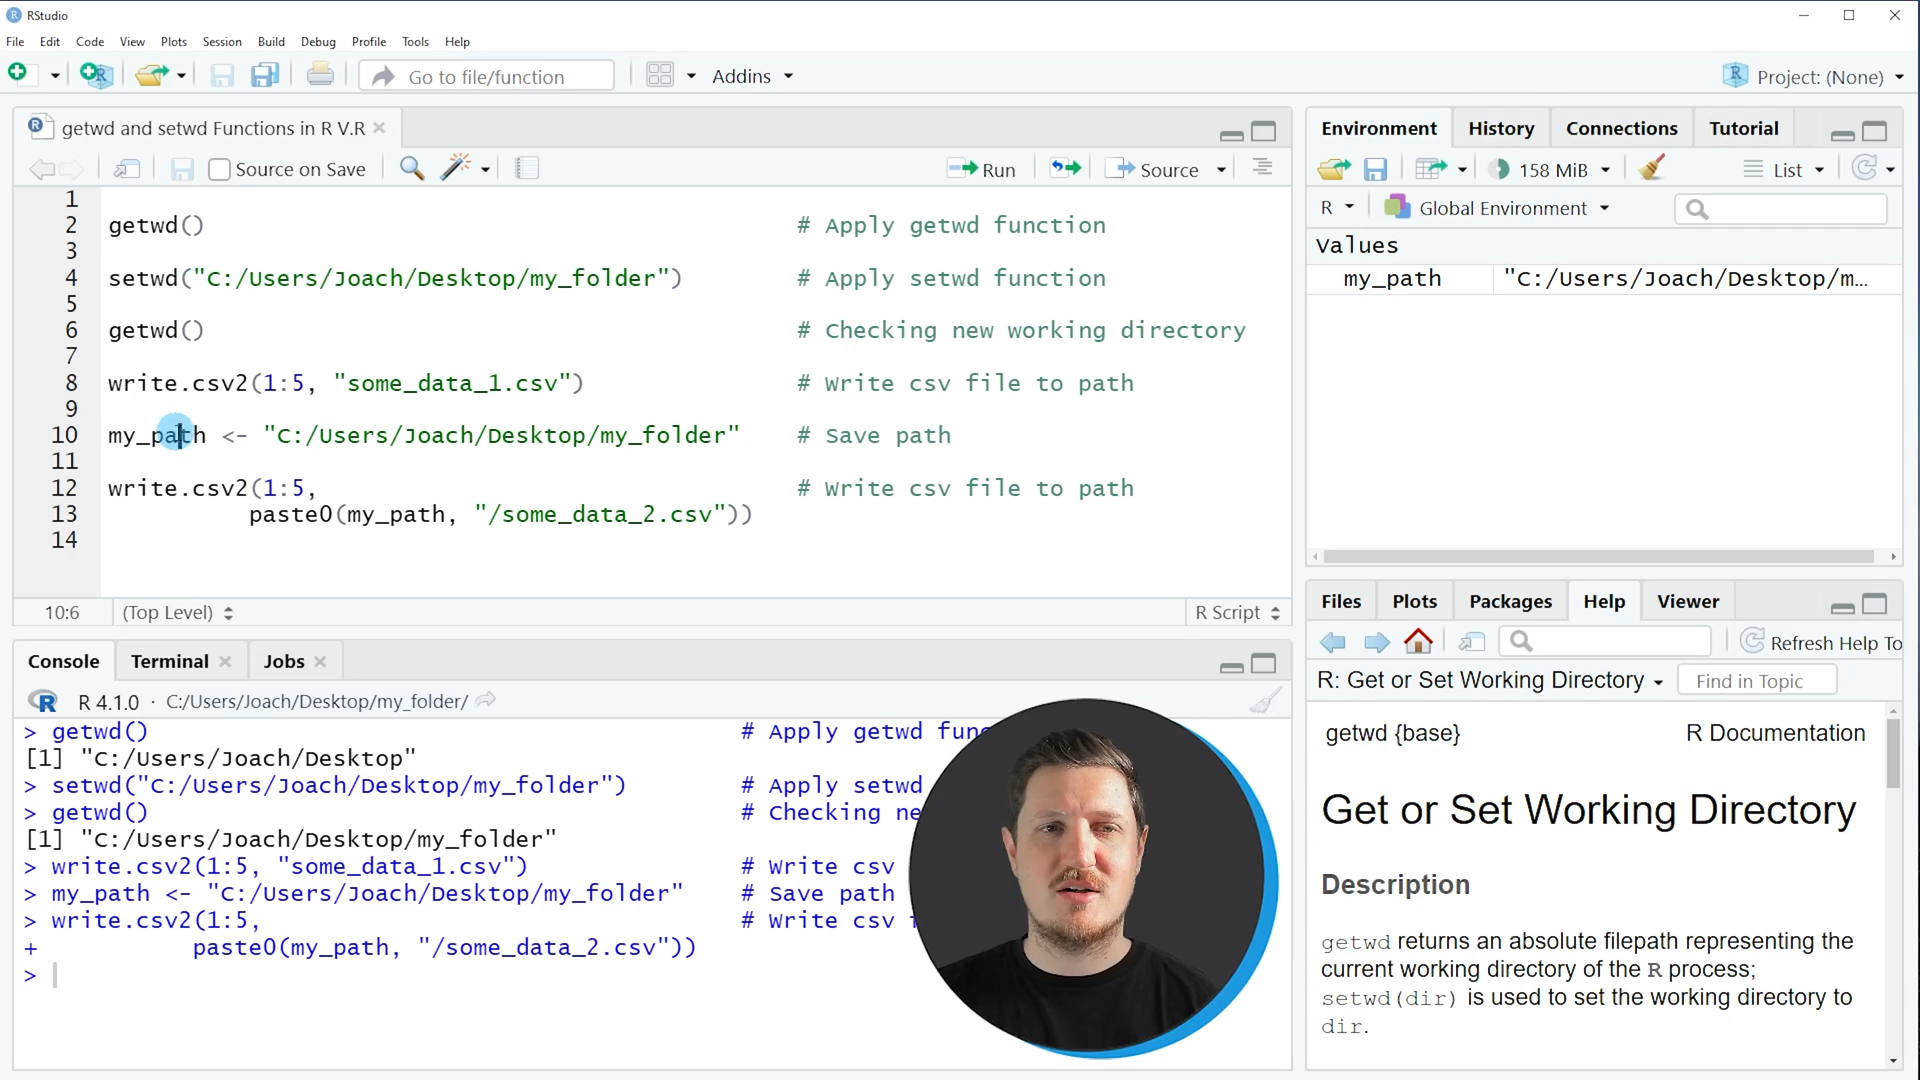 RStudio
File Edit Code View Plots Session Build Debug Profile Tools Help
Go to file/function
Addins
Project: (None)
getwd and setwd Functions in R V.R
Source on Save
Run
Source
1
2 getwd() # Apply getwd function
3
4 setwd("C:/Users/Joach/Desktop/my_folder") # Apply setwd function
5
6 getwd() # Checking new working directory
7
8 write.csv2(1:5, "some_data_1.csv") # Write csv file to path
9
10 my_path <- "C:/Users/Joach/Desktop/my_folder" # Save path
11
12 write.csv2(1:5, # Write csv file to path
13 paste0(my_path, "/some_data_2.csv"))
14
10:6 (Top Level) R Script
Console Terminal Jobs
R 4.1.0 · C:/Users/Joach/Desktop/my_folder/
> getwd() # Apply getwd func
[1] "C:/Users/Joach/Desktop"
> setwd("C:/Users/Joach/Desktop/my_folder") # Apply setwd
> getwd() # Checking ne
[1] "C:/Users/Joach/Desktop/my_folder"
> write.csv2(1:5, "some_data_1.csv") # Write csv
> my_path <- "C:/Users/Joach/Desktop/my_folder" # Save path
> write.csv2(1:5, # Write csv
+ paste0(my_path, "/some_data_2.csv"))
>
Environment History Connections Tutorial
158 MiB List
R Global Environment
Values
my_path "C:/Users/Joach/Desktop/m...
Files Plots Packages Help Viewer
Refresh Help To
R: Get or Set Working Directory Find in Topic
getwd {base} R Documentation
Get or Set Working Directory
Description
getwd returns an absolute filepath representing the
current working directory of the R process;
setwd(dir) is used to set the working directory to
dir.